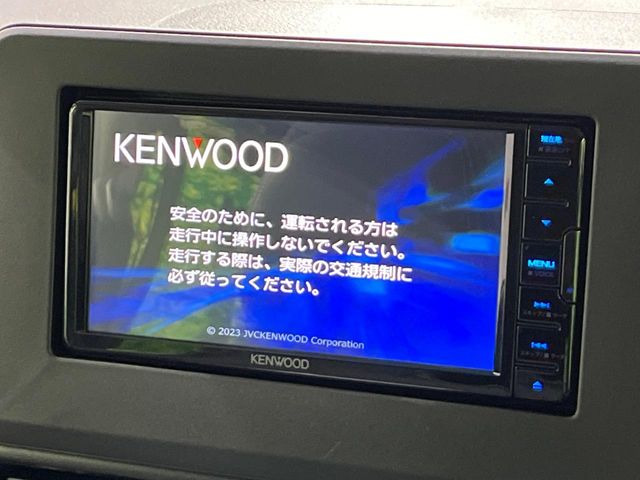 KENWOOD
安全のために、運転される方は
走行中に操作しないでください。
走行する際は、実際の交通規制に
必ず従ってください。
© 2023 JVCKENWOOD Corporation
KENWOOD
現在地
MENU
VOICE